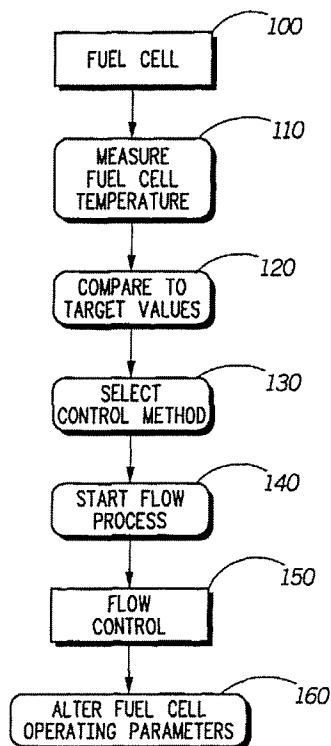 100
FUEL CELL
110
MEASURE
FUEL CELL
TEMPERATURE
120
COMPARE TO
TARGET VALUES
130
SELECT
CONTROL METHOD
140
START FLOW
PROCESS
150
FLOW
CONTROL
160
ALTER FUEL CELL
OPERATING PARAMETERS